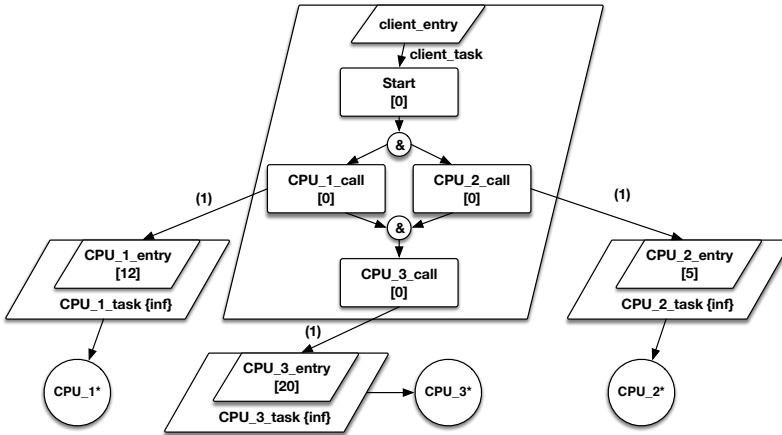 client_entry
client_task
Start
[0]
&
CPU_1_call
[0]
CPU_2_call
[0]
(1)
(1)
&
CPU_1_entry
[12]
CPU_1_task {inf}
CPU_3_call
[0]
CPU_2_entry
[5]
CPU_2_task {inf}
(1)
CPU_1*
CPU_3_entry
[20]
CPU_3_task {inf}
CPU_3*
CPU_2*